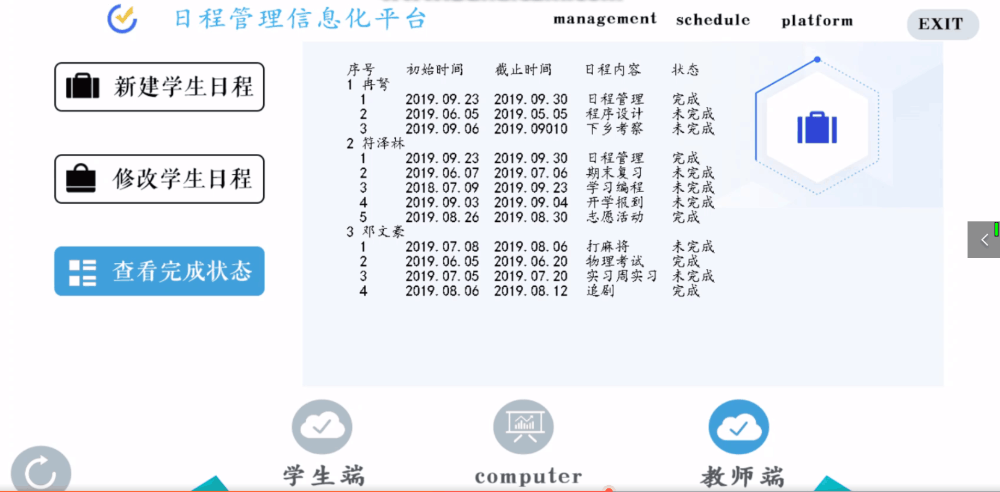 日程管理信息化平台 management schedule platform EXIT
新建学生日程
修改学生日程
查看完成状态
序号 初始时间 截止时间 日程内容 状态
1 冉弩
1 2019.09.23 2019.09.30 日程管理 完成
2 2019.06.05 2019.05.05 程序设计 未完成
3 2019.09.06 2019.09010 下乡考察 未完成
2 符泽林
1 2019.09.23 2019.09.30 日程管理 完成
2 2019.06.07 2019.07.06 期末复习 未完成
3 2018.07.09 2019.09.23 学习编程 未完成
4 2019.09.03 2019.09.04 开学报到 未完成
5 2019.08.26 2019.08.30 志愿活动 完成
3 邓文豪
1 2019.07.08 2019.08.06 打麻将 未完成
2 2019.06.05 2019.06.20 物理考试 完成
3 2019.07.05 2019.07.20 实习周实习 未完成
4 2019.08.06 2019.08.12 追剧 完成
学生端 computer 教师端